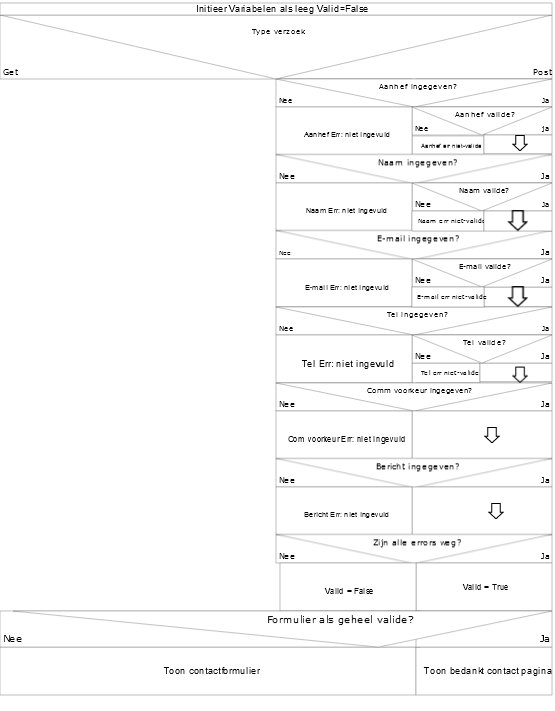 Initieer Variabelen als leeg Valid=False
Type verzoek
Get
Post
Aanhef ingegeven?
Nee
Ja
Aanhef Err: niet ingevuld
Aanhef valide?
Nee
ja
Aanhef err niet-valide
Naam ingegeven?
Nee
Ja
Naam Err: niet ingevuld
Naam valide?
Nee
Ja
Naam err niet-valide
E-mail ingegeven?
Nee
Ja
E-mail Err: niet ingevuld
E-mail valide?
Nee
Ja
E-mail err niet-valide
Tel ingegeven?
Nee
Ja
Tel Err: niet ingevuld
Tel valide?
Nee
Ja
Tel err niet-valide
Comm voorkeur ingegeven?
Nee
Ja
Com voorkeur Err: niet ingevuld
Bericht ingegeven?
Nee
Ja
Bericht Err: niet ingevuld
Zijn alle errors weg?
Nee
Ja
Valid = False
Valid = True
Formulier als geheel valide?
Nee
Ja
Toon contactformulier
Toon bedankt contact pagina